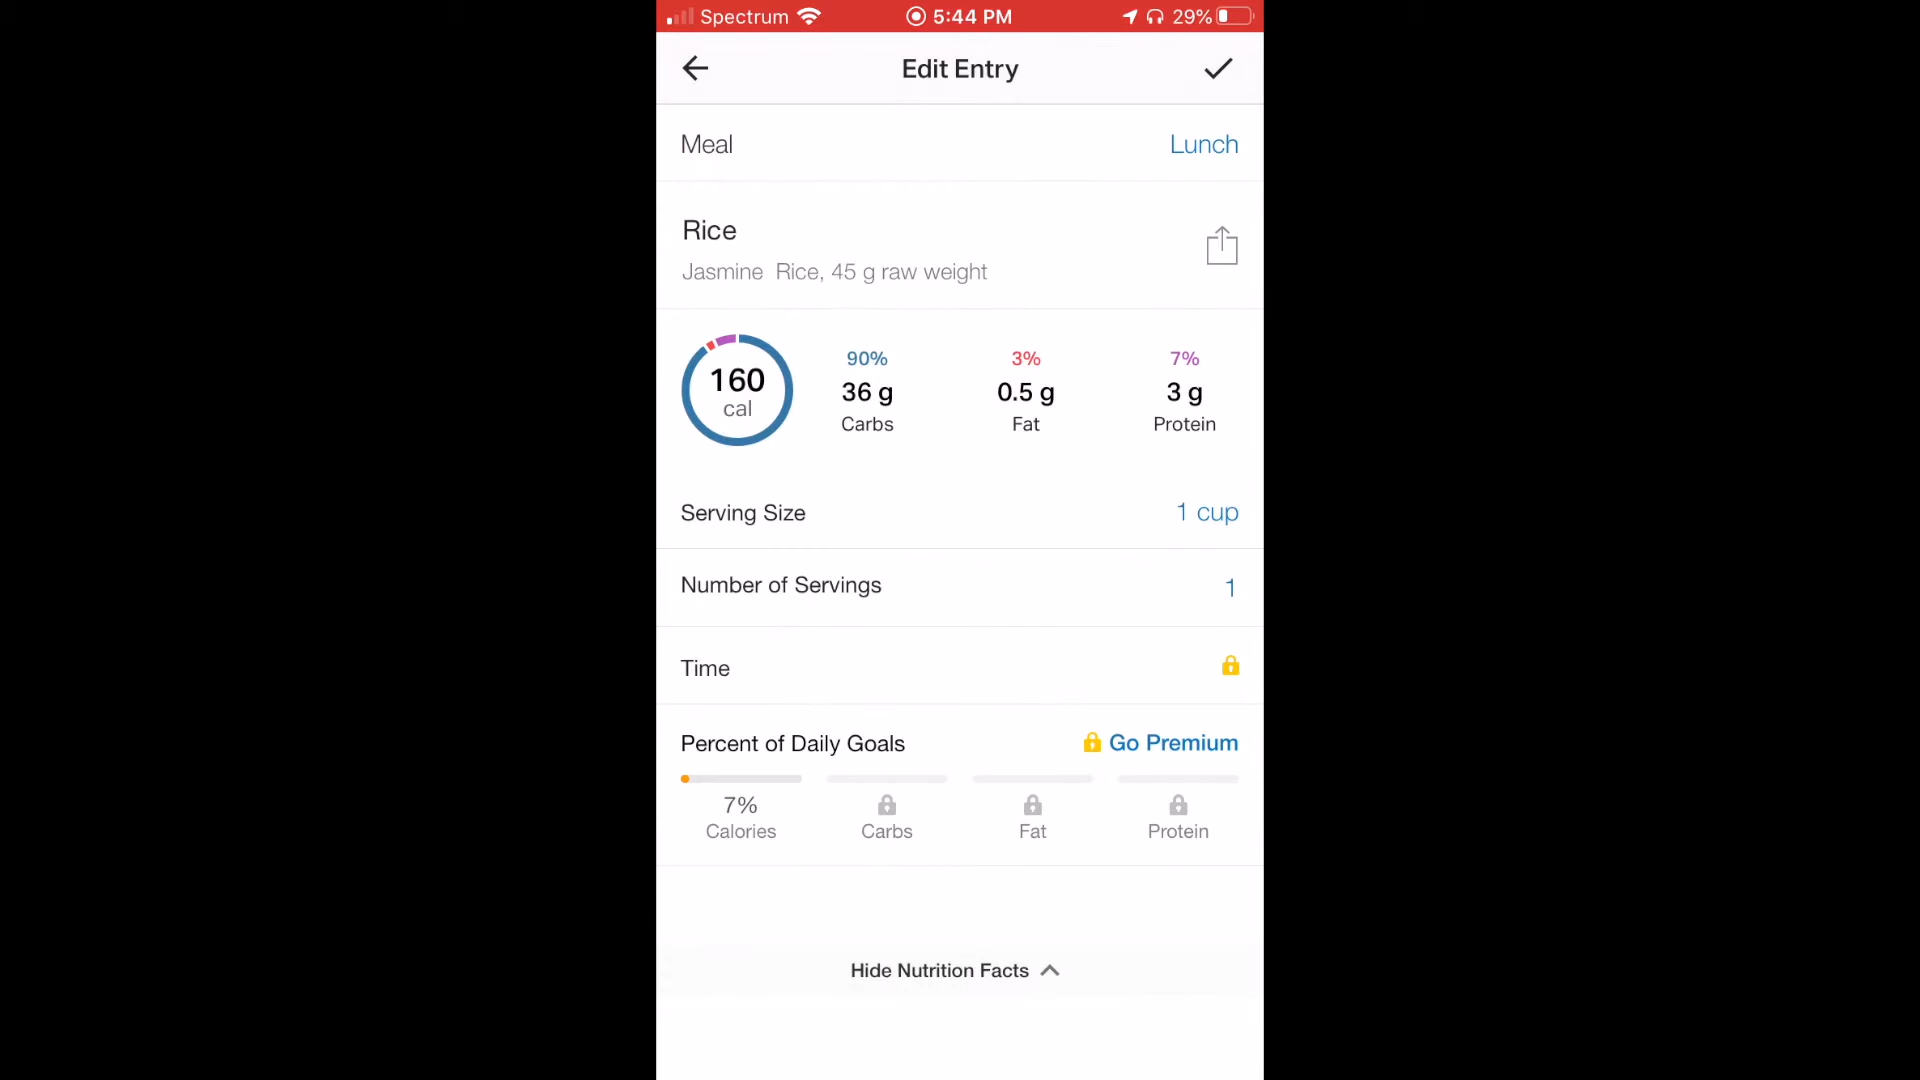 Spectrum 5:44 PM 29%
Edit Entry
Meal Lunch
Rice
Jasmine Rice, 45 g raw weight
160
cal
90% 3% 7%
36 g 0.5 g 3 g
Carbs Fat Protein
Serving Size 1 cup
Number of Servings 1
Time
Percent of Daily Goals Go Premium
7%
Calories Carbs Fat Protein
Hide Nutrition Facts